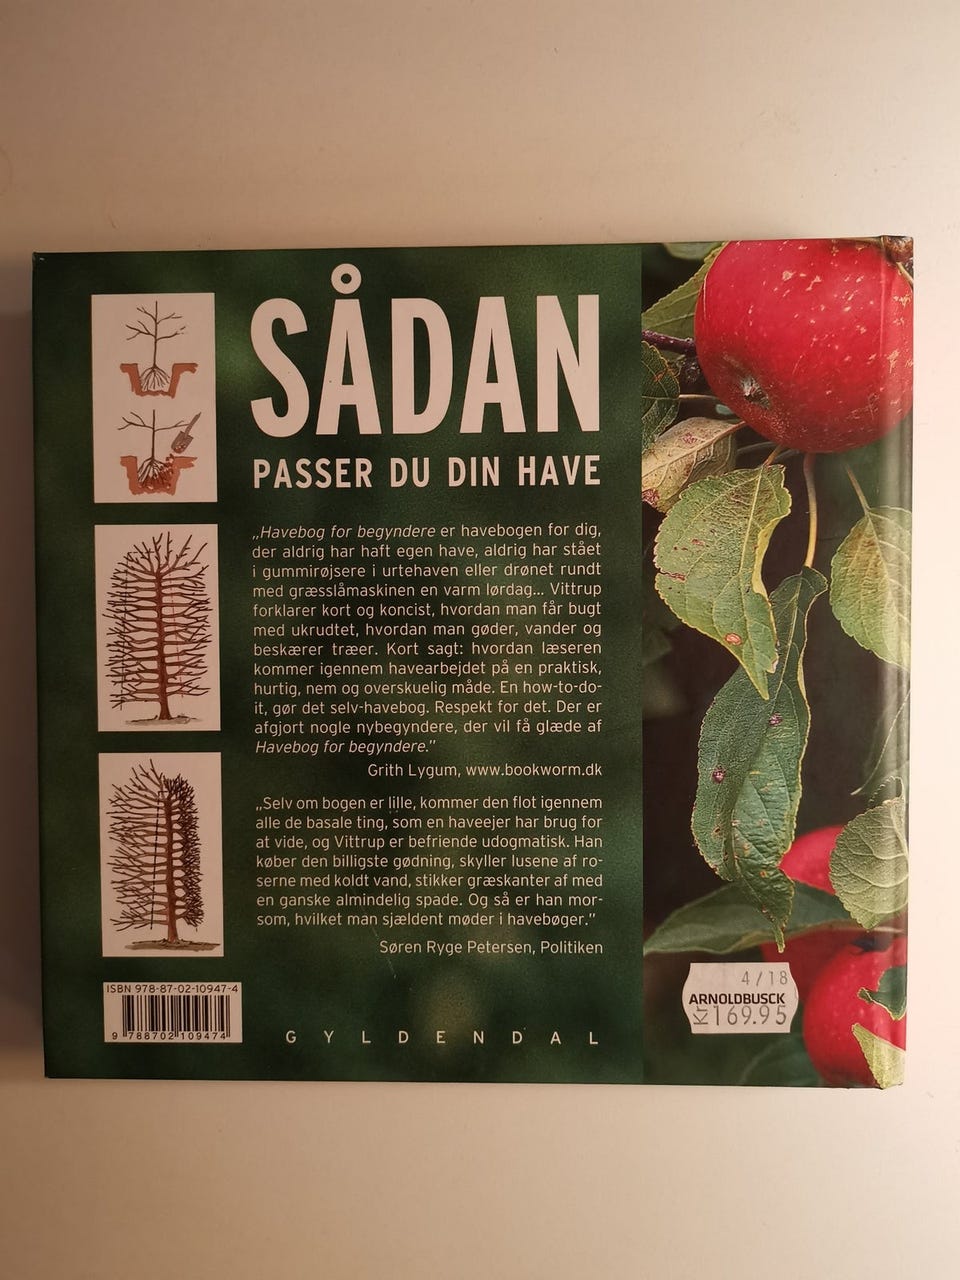 SÅDAN
PASSER DU DIN HAVE
„Havebog for begyndere er havebogen for dig,
der aldrig har haft egen have, aldrig har stået
i gummirøjsere i urtehaven eller drønet rundt
med græsslåmaskinen en varm lørdag... Vittrup
forklarer kort og koncist, hvordan man får bugt
med ukrudtet, hvordan man gøder, vander og
beskærer træer. Kort sagt: hvordan læseren
kommer igennem havearbejdet på en praktisk,
hurtig, nem og overskuelig måde. En how-to-do-
it, gør det selv-havebog. Respekt for det. Der er
afgjort nogle nybegyndere, der vil få glæde af
Havebog for begyndere."
Grith Lygum, www.bookworm.dk
„Selv om bogen er lille, kommer den flot igennem
alle de basale ting, som en haveejer har brug for
at vide, og Vittrup er befriende udogmatisk. Han
køber den billigste gødning, skyller lusene af ro-
serne med koldt vand, stikker græskanter af med
en ganske almindelig spade. Og så er han mor-
som, hvilket man sjældent møder i havebøger."
Søren Ryge Petersen, Politiken
ISBN 978-87-02-10947-4
9 788702 109474
GYLDENDAL
4/18
ARNOLDBUSCK
Kr 169.95